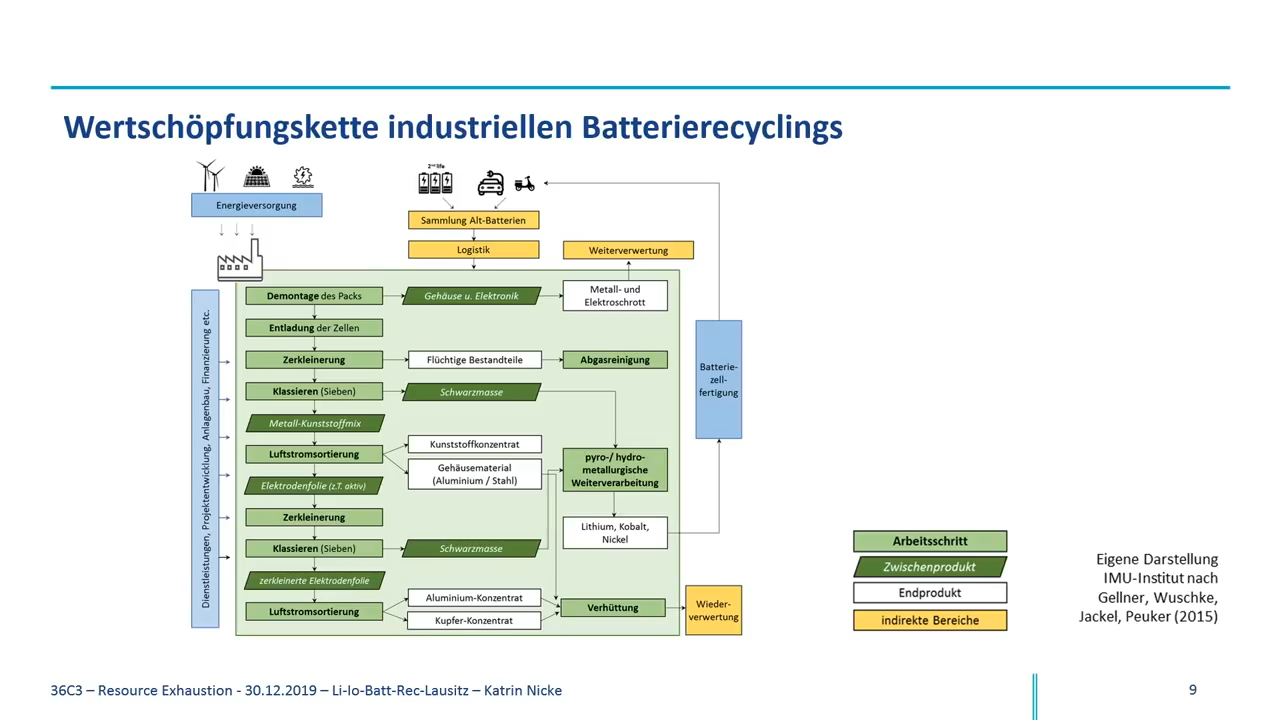 Wertschöpfungskette industriellen Batterierecyclings
2nd life
Energieversorgung
Sammlung Alt-Batterien
Logistik
Weiterverwertung
Demontage des Packs
Gehäuse u. Elektronik
Metall- und
Elektroschrott
Entladung der Zellen
Zerkleinerung
Flüchtige Bestandteile
Abgasreinigung
Klassieren (Sieben)
Schwarzmasse
Metall-Kunststoffmix
Luftstromsortierung
Kunststoffkonzentrat
Gehäusematerial
(Aluminium / Stahl)
pyro-/ hydro-
metallurgische
Weiterverarbeitung
Elektrodenfolie (z.T. aktiv)
Zerkleinerung
Lithium, Kobalt,
Nickel
Klassieren (Sieben)
Schwarzmasse
zerkleinerte Elektrodenfolie
Luftstromsortierung
Aluminium-Konzentrat
Kupfer-Konzentrat
Verhüttung
Wieder-
verwertung
Batterie-
zell-
fertigung
Dienstleistungen, Projektentwicklung, Anlagenbau, Finanzierung etc.
Arbeitsschritt
Zwischenprodukt
Endprodukt
indirekte Bereiche
Eigene Darstellung
IMU-Institut nach
Gellner, Wuschke,
Jackel, Peuker (2015)
36C3 – Resource Exhaustion - 30.12.2019 – Li-Io-Batt-Rec-Lausitz – Katrin Nicke
9